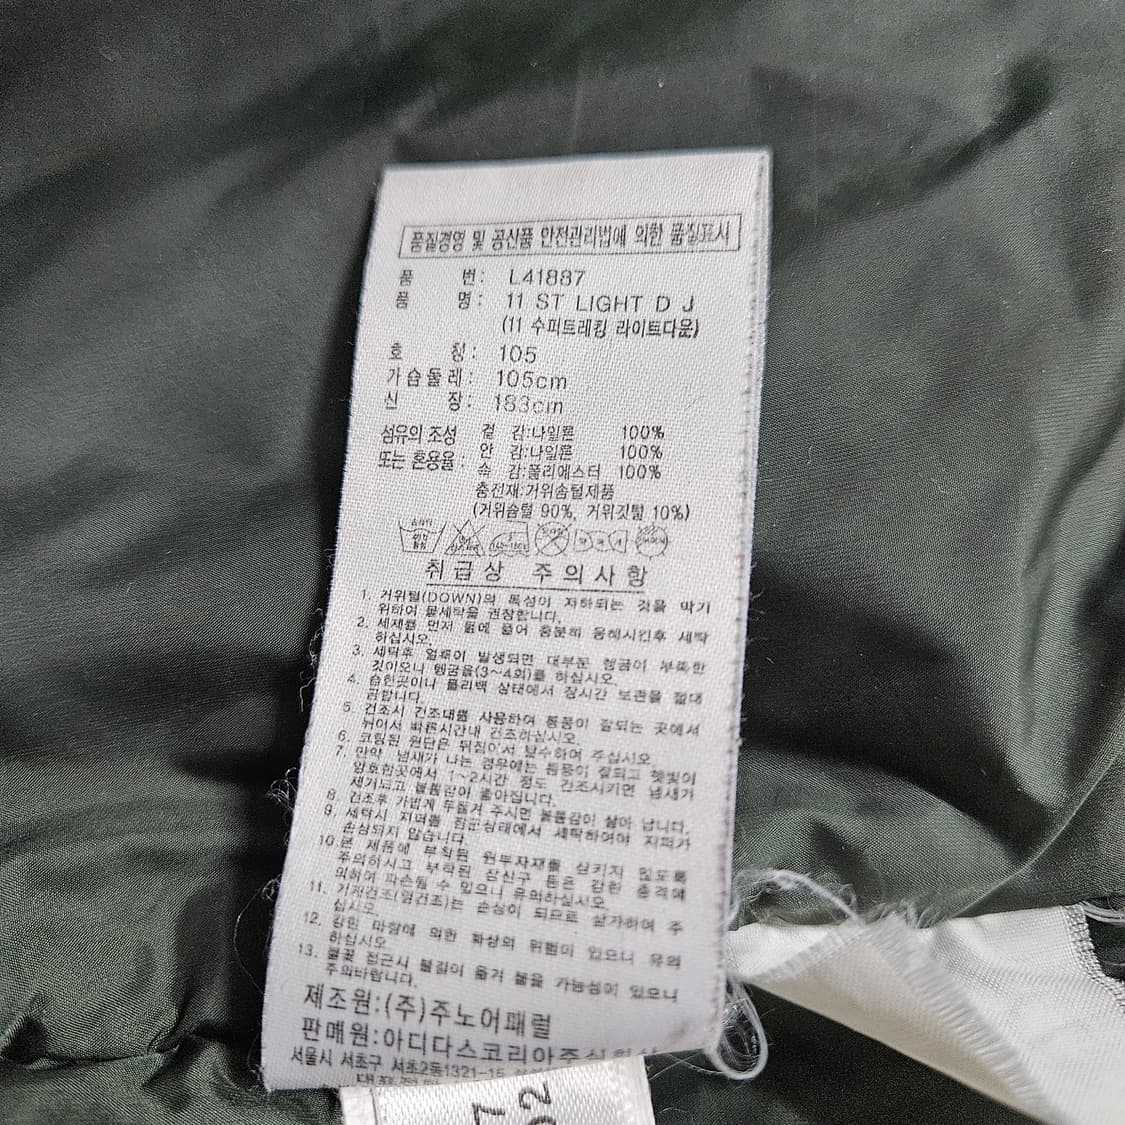 품질경영 및 공산품 안전관리법에 의한 품질표시
품 번: L41887
품 명: 11 ST LIGHT D J
(11 수퍼트레킹 라이트다운)
호 칭: 105
가슴둘레: 105cm
신 장: 183cm
섬유의 조성 겉 감:나일론 100%
또는 혼용율: 안 감:나일론 100%
속 감:폴리에스터 100%
충전재:거위솜털제품
(거위솜털 90%, 거위깃털 10%)
취급상 주의사항
1. 거위털(DOWN)의 특성이 저하되는 것을 막기
위하여 물세탁을 권장합니다.
2. 세제를 먼저 물에 풀어 충분히 용해시킨후 세탁
하십시오.
3. 세탁후 얼룩이 발생되면 대부분 헹굼이 부족한
것이오니 헹굼을(3~4회)를 하십시오.
4. 습한곳이나 플라백 상태에서 장시간 보관을 절대
금합니다.
5. 건조시 건조대를 사용하여 통풍이 잘되는 곳에서
뉘어서 빠른시간내 건조하십시오.
6. 코팅된 원단은 뒤집어서 탈수하여 주십시오.
7. 만약 냄새가 나는 경우에는 통풍이 잘되고 햇빛이
양호한곳에서 1~2시간 정도 건조시키면 냄새가
제거되고 볼륨감이 좋아집니다.
8. 건조후 가볍게 두들겨 주시면 볼륨감이 살아 납니다.
9. 세탁시 지퍼를 잠군상태에서 세탁하여야 지퍼가
손상되지 않습니다.
10.본 제품에 부착된 원부자재를 삼키지 않도록
주의하시고 부착된 장신구 등은 강한 충격에
의하여 파손될 수 있으니 유의하십시오.
11. 기계건조(열건조)는 손상이 되므로 삼가하여 주
십시오.
12. 강한 마찰에 의한 화상의 위험이 있으니 유의
하십시오
13. 불꽃 접근시 불길이 옮겨 붙을 가능성이 있으니
주의바랍니다.
제조원:(주)주노어패럴
판매원:아디다스코리아주식회사
서울시 서초구 서초2동1321-15
7
52